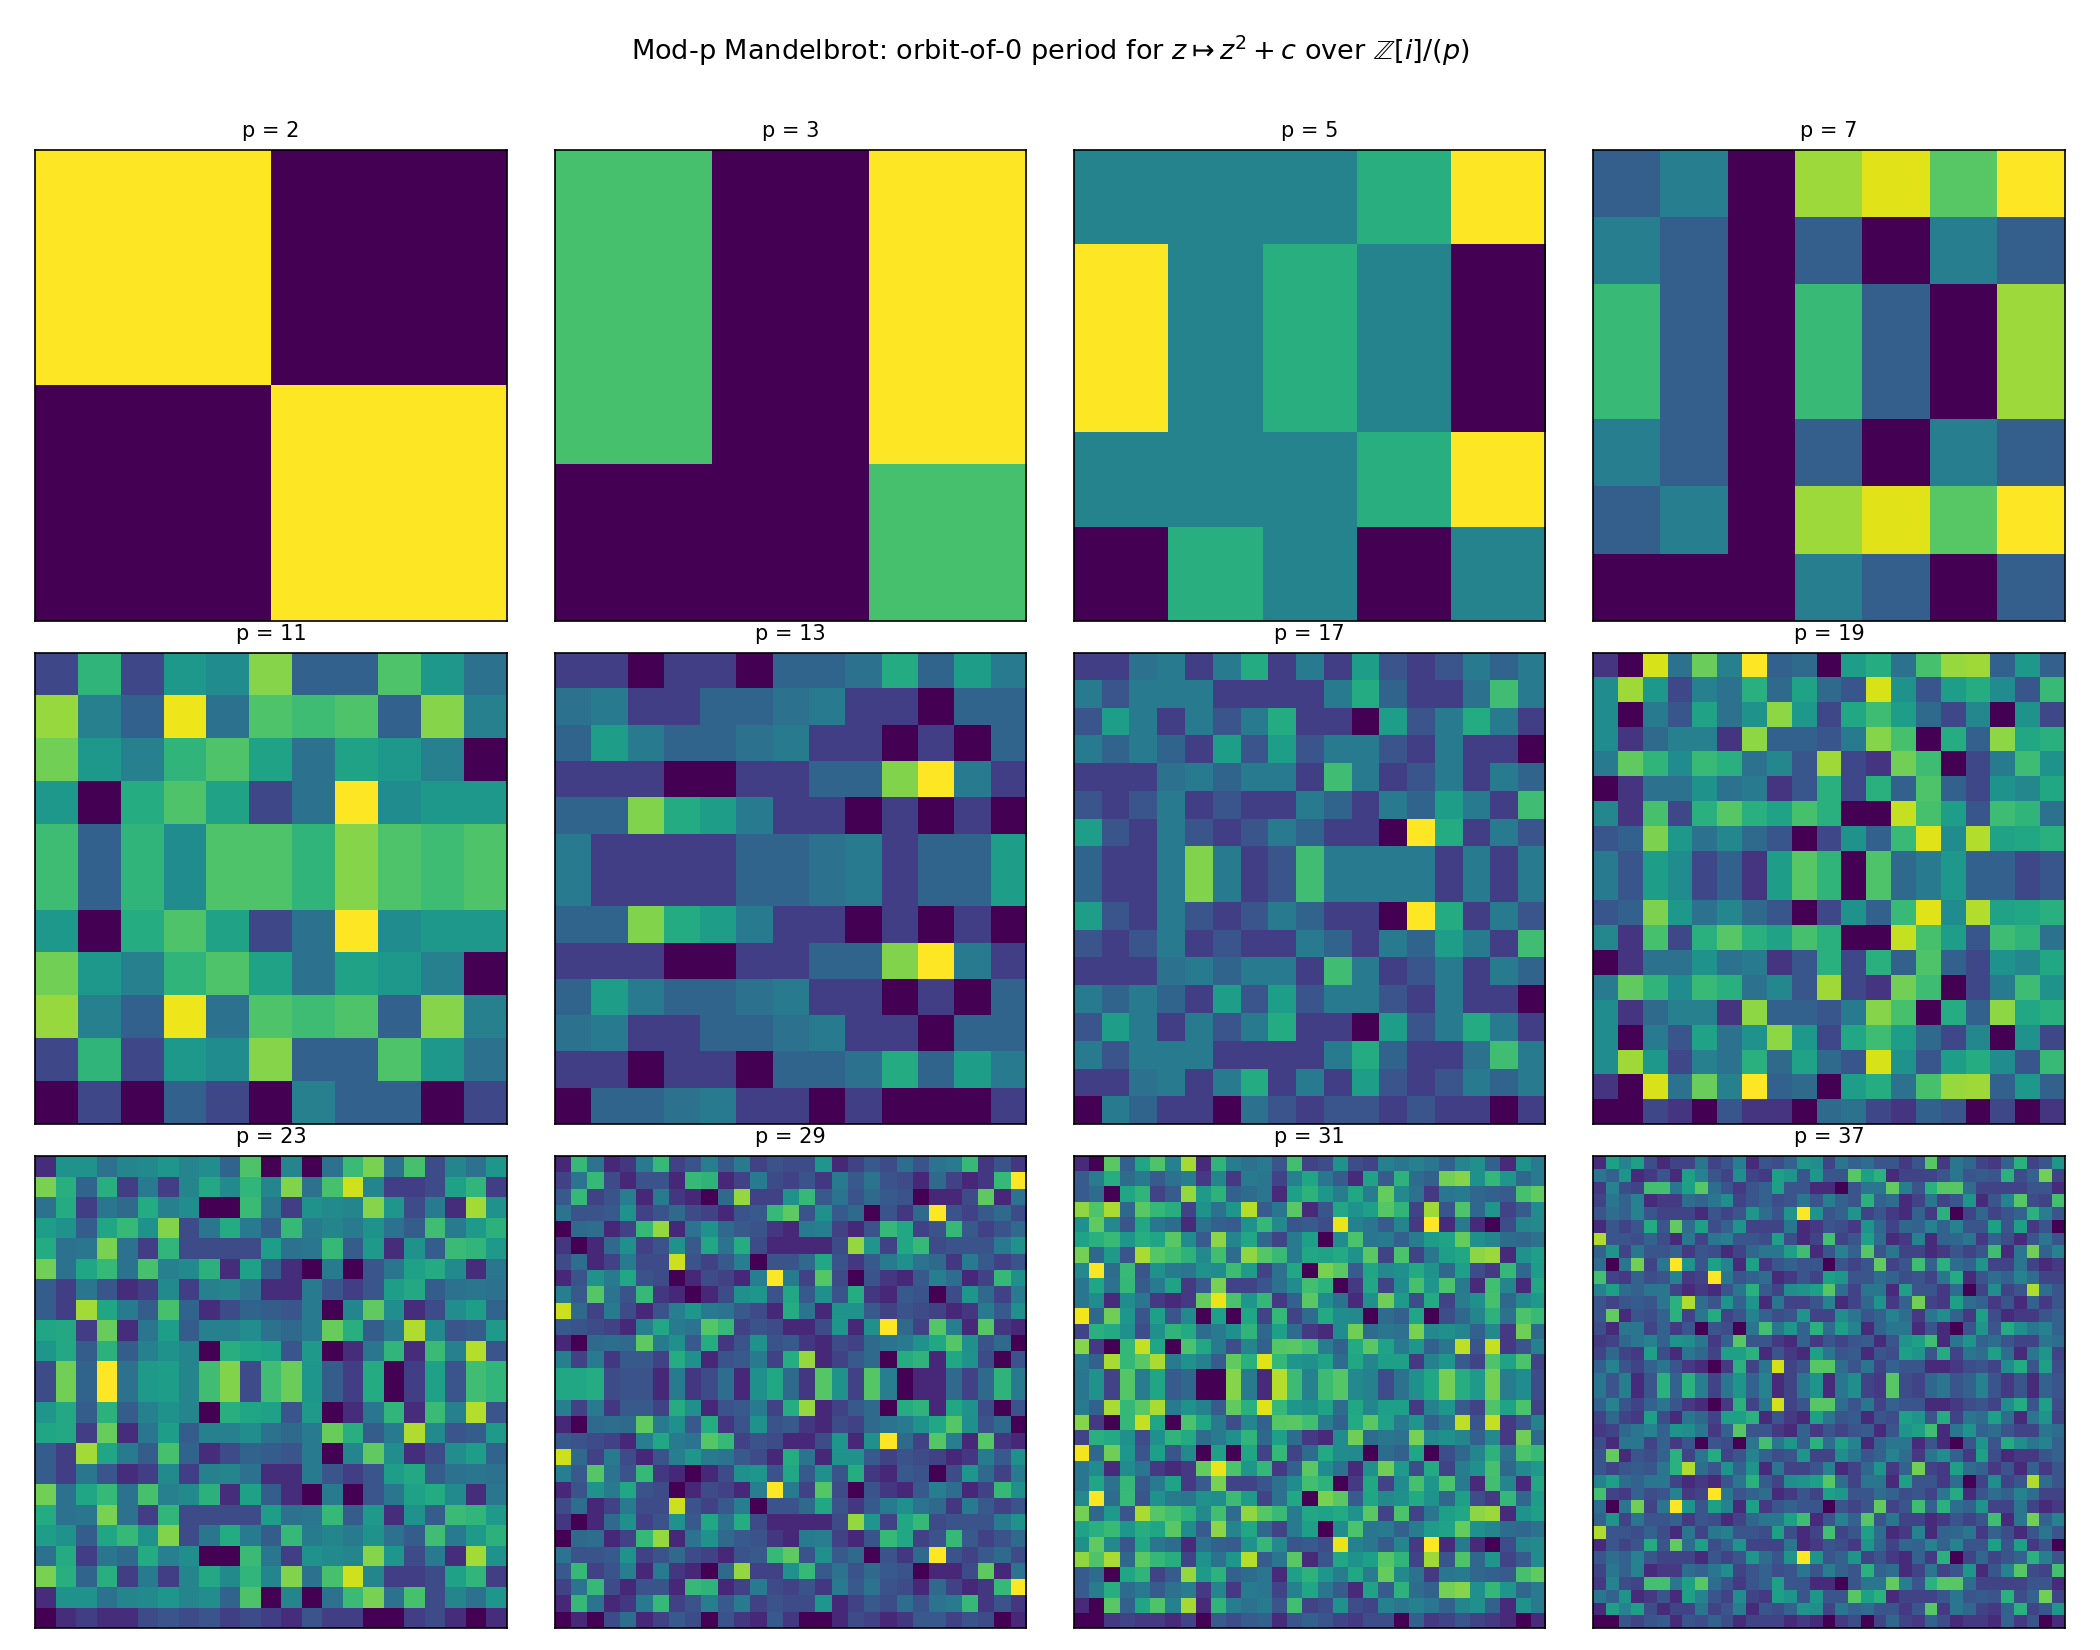 Mod-p Mandelbrot: orbit-of-0 period for z ↦ z² + c over ℤ[i]/(p)
p = 2
p = 3
p = 5
p = 7
p = 11
p = 13
p = 17
p = 19
p = 23
p = 29
p = 31
p = 37